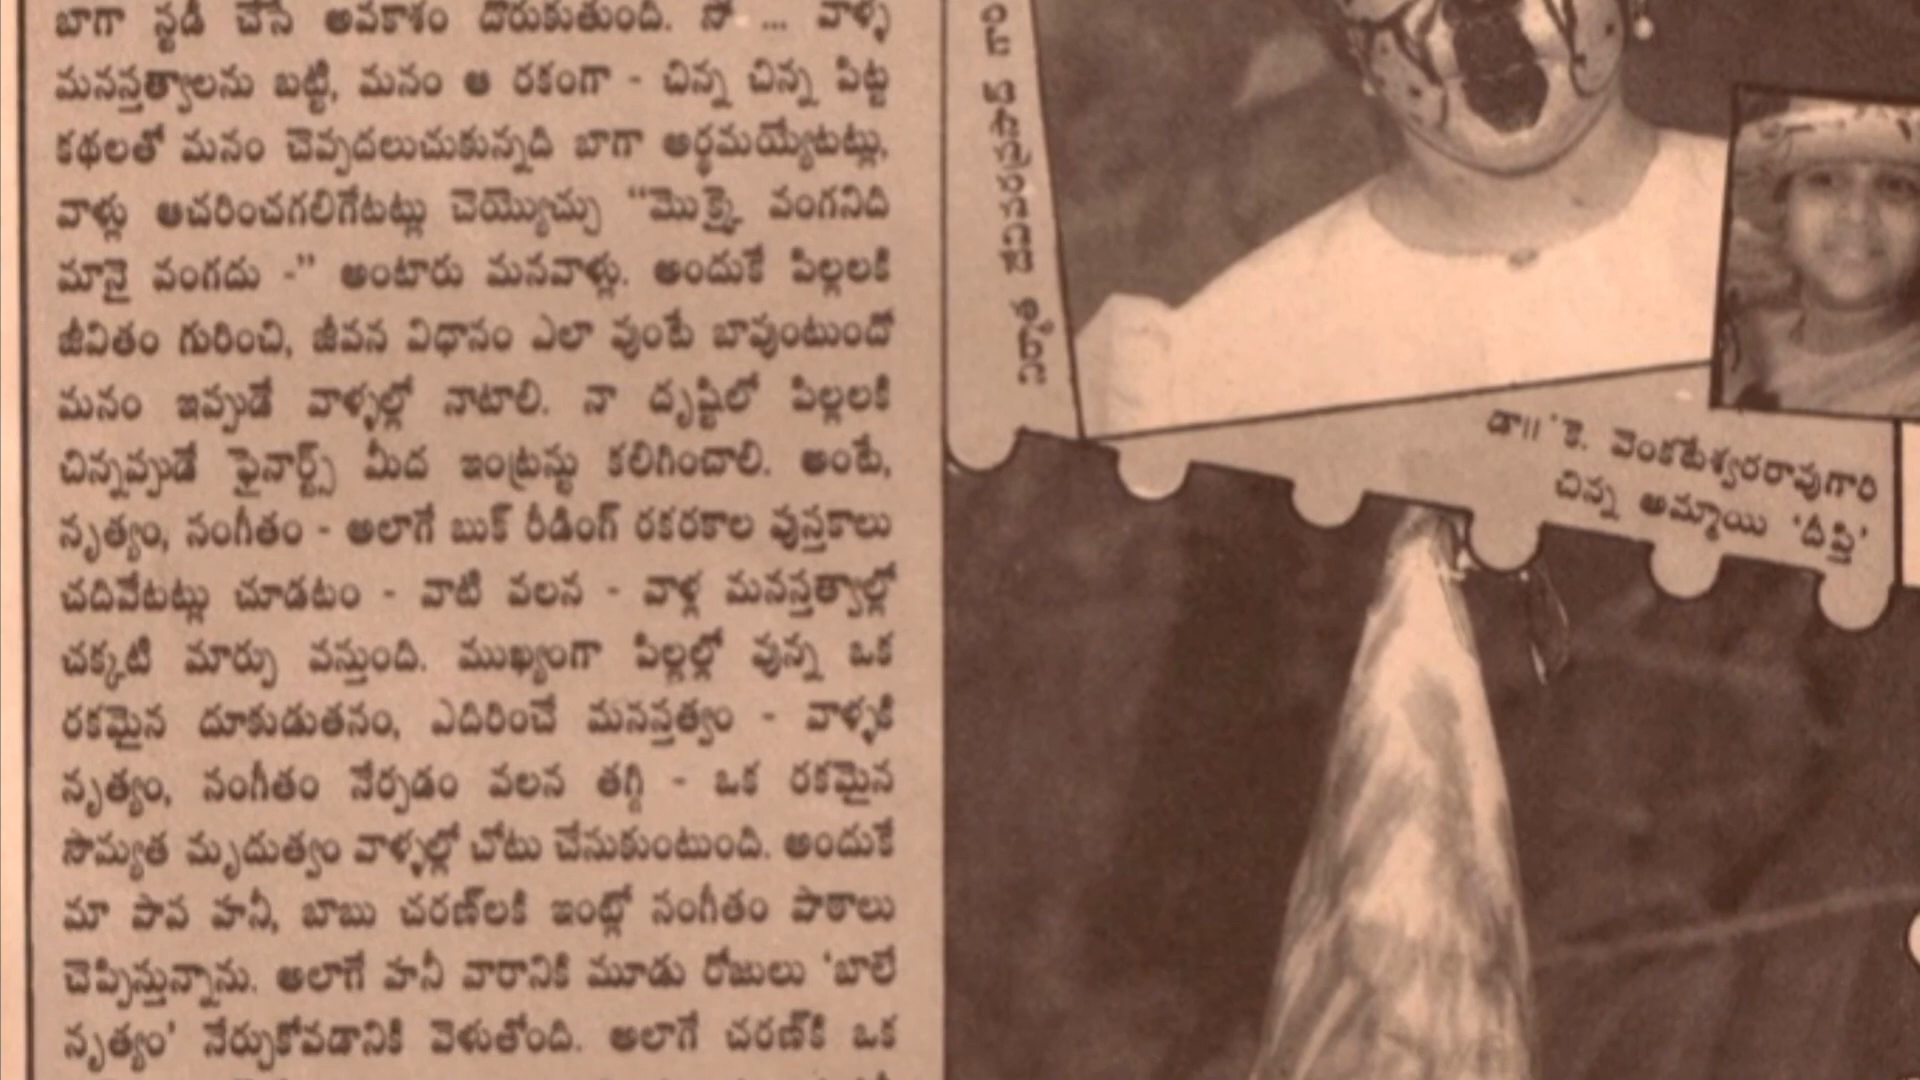 బాగా స్టడీ చేసే అవకాశం దొరుకుతుంది. సో ... వాళ్ళ
మనస్తత్వాలను బట్టి, మనం ఆ రకంగా - చిన్న చిన్న పిట్ట
కథలతో మనం చెప్పదలుచుకున్నది బాగా అర్థమయ్యేటట్లు,
వాళ్లు ఆచరించగలిగేటట్లు చెయ్యొచ్చు “మొక్కై వంగనిది
మానై వంగదు -” అంటారు మనవాళ్లు. అందుకే పిల్లలకి
జీవితం గురించి, జీవన విధానం ఎలా వుంటే బావుంటుందో
మనం ఇప్పుడే వాళ్ళల్లో నాటాలి. నా దృష్టిలో పిల్లలకి
చిన్నప్పుడే ఫైనార్ట్స్ మీద ఇంట్రస్టు కలిగించాలి. అంటే,
నృత్యం, సంగీతం - అలాగే బుక్ రీడింగ్ రకరకాల పుస్తకాలు
చదివేటట్లు చూడటం - వాటి వలన - వాళ్ల మనస్తత్వాల్లో
చక్కటి మార్పు వస్తుంది. ముఖ్యంగా పిల్లల్లో వున్న ఒక
రకమైన దూకుడుతనం, ఎదిరించే మనస్తత్వం - వాళ్ళకి
నృత్యం, సంగీతం నేర్పడం వలన తగ్గి - ఒక రకమైన
సౌమ్యత మృదుత్వం వాళ్ళల్లో చోటు చేసుకుంటుంది. అందుకే
మా పాప హనీ, బాబు చరణ్‌లకి ఇంట్లో సంగీతం పాఠాలు
చెప్పిస్తున్నాను. అలాగే హనీ వారానికి మూడు రోజులు ‘బాలే
నృత్యం’ నేర్చుకోవడానికి వెళుతోంది. అలాగే చరణ్‌కి ఒక
నిర్మాత దేవీవరప్రసాద్ గారి
డా॥ కె. వెంకటేశ్వరరావుగారి
చిన్న అమ్మాయి ‘దీప్తి’